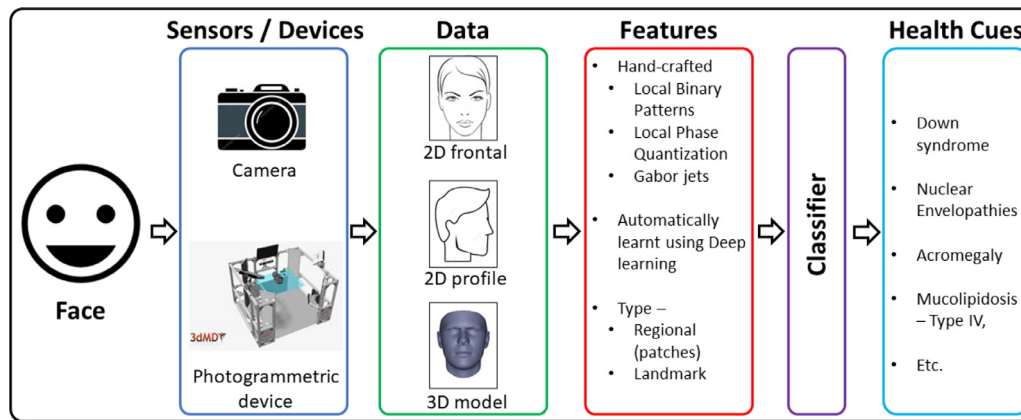 Sensors / Devices
Data
Features
Health Cues
Face
Camera
3dMD
Photogrammetric
device
2D frontal
2D profile
3D model
• Hand-crafted
• Local Binary
Patterns
• Local Phase
Quantization
• Gabor jets
• Automatically
learnt using Deep
learning
• Type –
• Regional
(patches)
• Landmark
Classifier
• Down
syndrome
• Nuclear
Envelopathies
• Acromegaly
• Mucolipidosis
– Type IV,
• Etc.